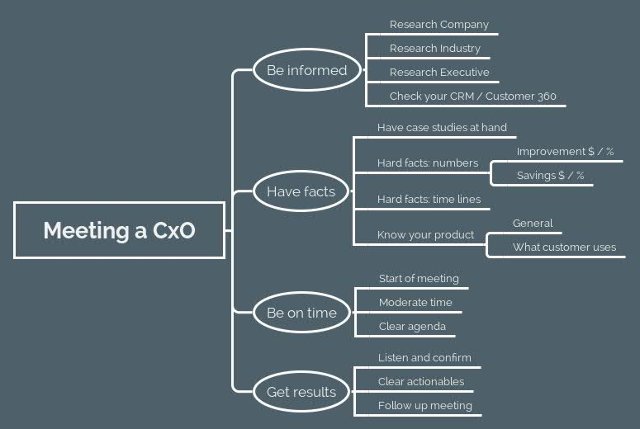 Meeting a CxO
Be informed
Research Company
Research Industry
Research Executive
Check your CRM / Customer 360
Have facts
Have case studies at hand
Hard facts: numbers
Improvement $ / %
Savings $ / %
Hard facts: time lines
Know your product
General
What customer uses
Be on time
Start of meeting
Moderate time
Clear agenda
Get results
Listen and confirm
Clear actionables
Follow up meeting